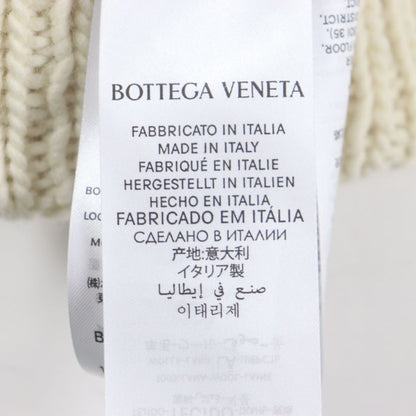 BOTTEGA VENETA
FABBRICATO IN ITALIA
MADE IN ITALY
FABRIQUÉ EN ITALIE
HERGESTELLT IN ITALIEN
HECHO EN ITALIA
FABRICADO EM ITÁLIA
СДЕЛАНО В ИТАЛИИ
产地:意大利
イタリア製
صنع في إيطاليا
이태리제